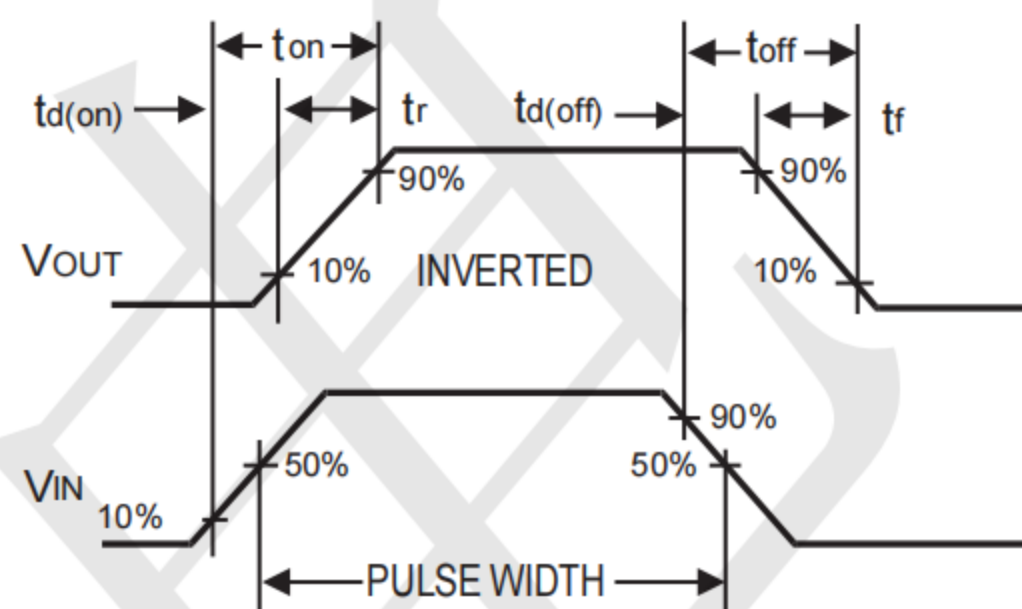 ton
toff
td(on)
tr
td(off)
tf
90%
90%
VOUT
10%
INVERTED
10%
90%
50%
50%
VIN
10%
PULSE WIDTH